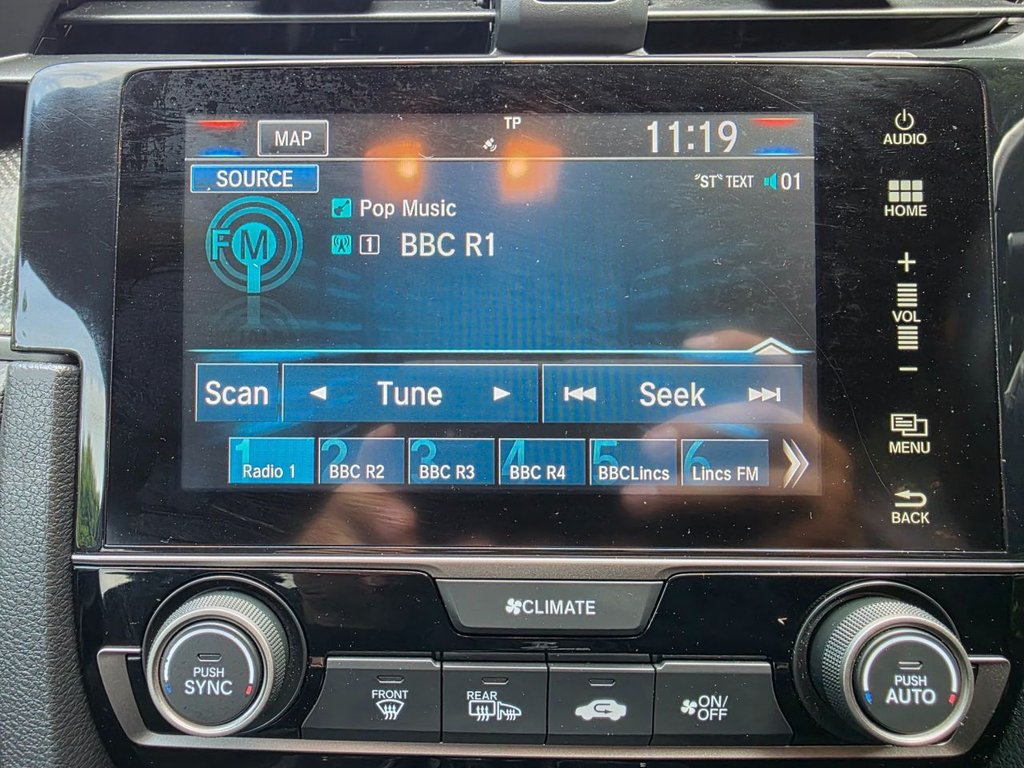 MAP
TP
11:19
AUDIO
SOURCE
"ST" TEXT 01
FM
Pop Music
1 BBC R1
HOME
+
VOL
-
Scan
Tune
Seek
MENU
1 Radio 1
2 BBC R2
3 BBC R3
4 BBC R4
5 BBCLincs
6 Lincs FM
BACK
CLIMATE
PUSH
SYNC
FRONT
REAR
ON/
OFF
PUSH
AUTO